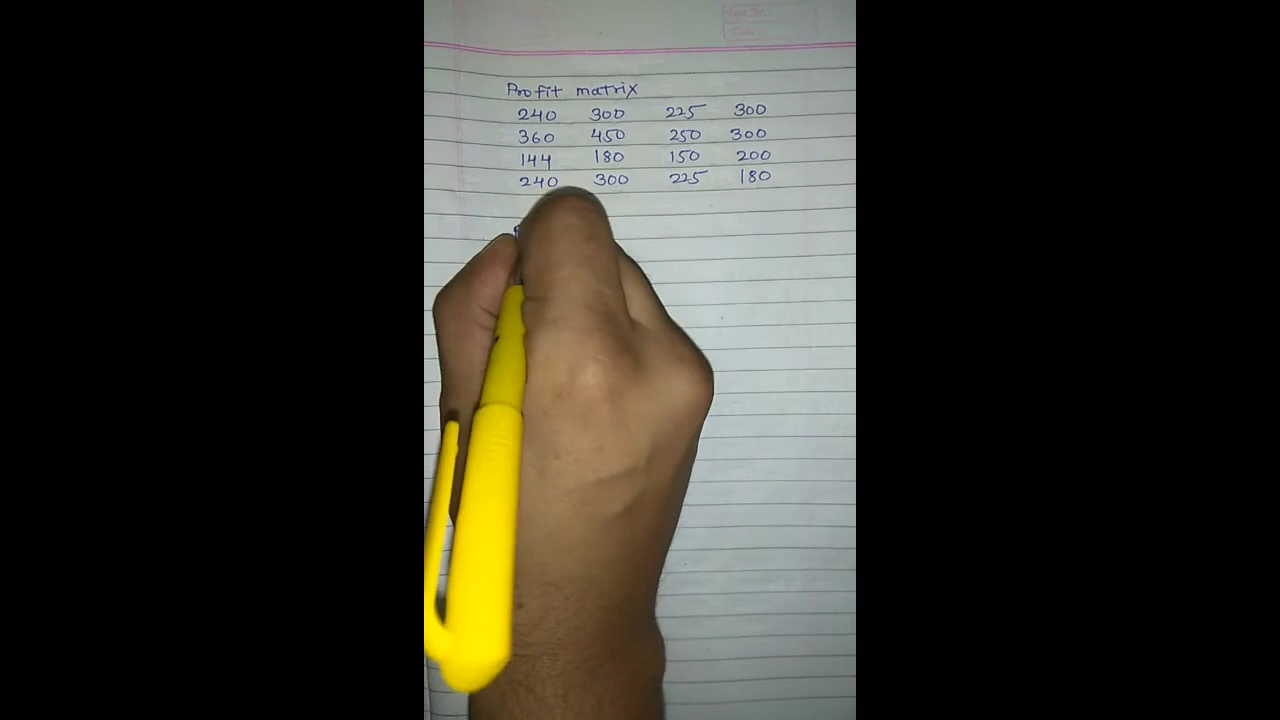 Profit matrix
240 300 225 300
360 450 250 300
144 180 150 200
240 300 225 180